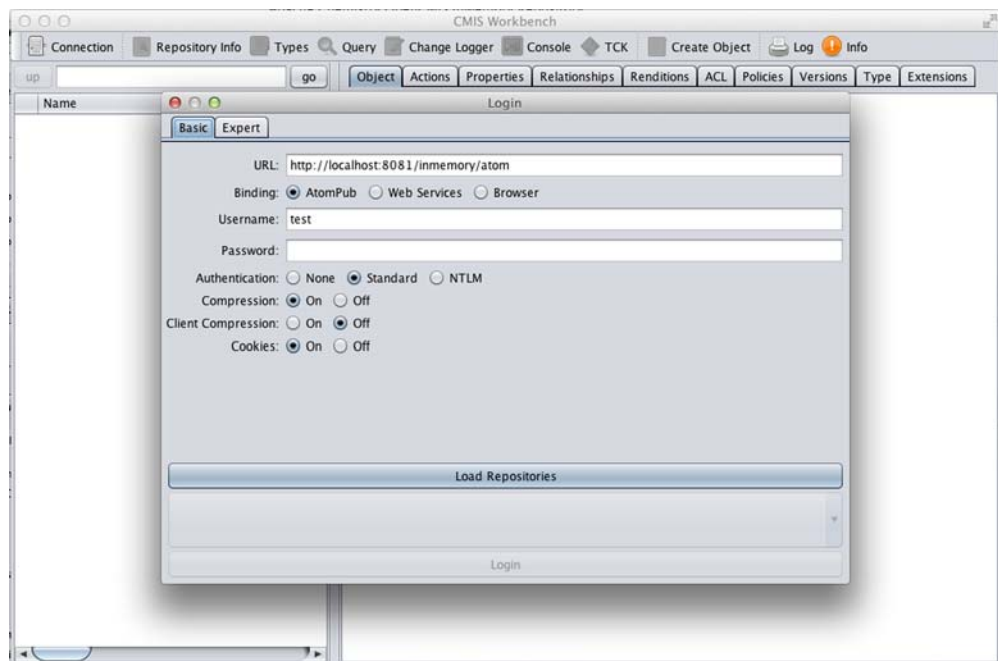 CMIS Workbench
Connection Repository Info Types Query Change Logger Console TCK Create Object Log Info
up go Object Actions Properties Relationships Renditions ACL Policies Versions Type Extensions
Name
Login
Basic Expert
URL: http://localhost:8081/inmemory/atom
Binding: AtomPub Web Services Browser
Username: test
Password:
Authentication: None Standard NTLM
Compression: On Off
Client Compression: On Off
Cookies: On Off
Load Repositories
Login